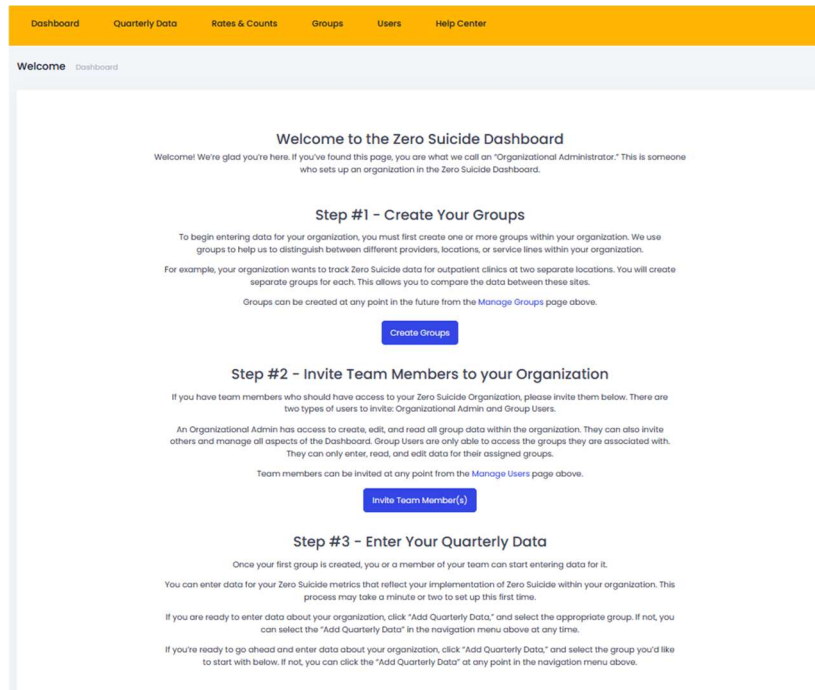 Dashboard Quarterly Data Rates & Counts Groups Users Help Center
Welcome Dashboard
Welcome to the Zero Suicide Dashboard
Welcome! We're glad you're here. If you've found this page, you are what we call an "Organizational Administrator." This is someone
who sets up an organization in the Zero Suicide Dashboard.
Step #1 - Create Your Groups
To begin entering data for your organization, you must first create one or more groups within your organization. We use
groups to help us to distinguish between different providers, locations, or service lines within your organization.
For example, your organization wants to track Zero Suicide data for outpatient clinics at two separate locations. You will create
separate groups for each. This allows you to compare the data between these sites.
Groups can be created at any point in the future from the Manage Groups page above.
Create Groups
Step #2 - Invite Team Members to your Organization
If you have team members who should have access to your Zero Suicide Organization, please invite them below. There are
two types of users to invite: Organizational Admin and Group Users.
An Organizational Admin has access to create, edit, and read all group data within the organization. They can also invite
others and manage all aspects of the Dashboard. Group Users are only able to access the groups they are associated with.
They can only enter, read, and edit data for their assigned groups.
Team members can be invited at any point from the Manage Users page above.
Invite Team Member(s)
Step #3 - Enter Your Quarterly Data
Once your first group is created, you or a member of your team can start entering data for it.
You can enter data for your Zero Suicide metrics that reflect your implementation of Zero Suicide within your organization. This
process may take a minute or two to set up this first time.
If you are ready to enter data about your organization, click "Add Quarterly Data," and select the appropriate group. If not, you
can select the "Add Quarterly Data" in the navigation menu above at any time.
If you're ready to go ahead and enter data about your organization, click "Add Quarterly Data," and select the group you'd like
to start with below. If not, you can click the "Add Quarterly Data" at any point in the navigation menu above.